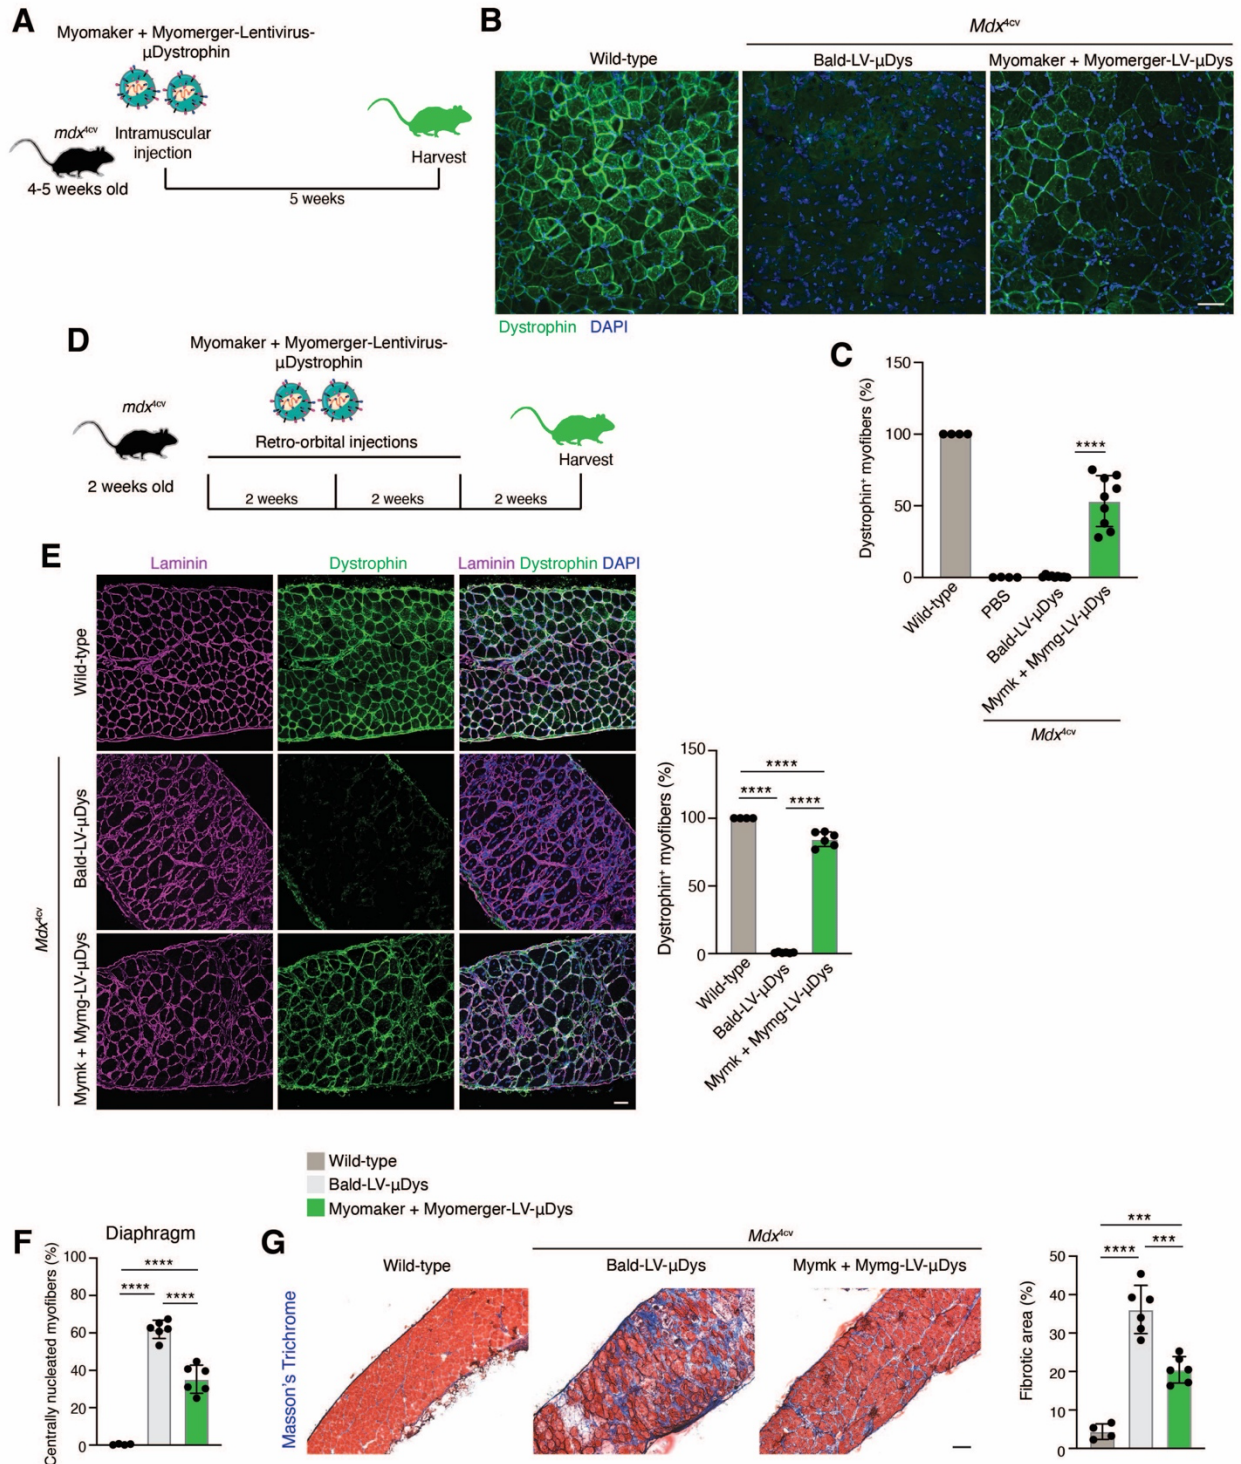 A
Myomaker + Myomerger-Lentivirus-
μDystrophin
mdx4cv
Intramuscular
injection
4-5 weeks old
Harvest
5 weeks
B
Mdx4cv
Wild-type
Bald-LV-μDys
Myomaker + Myomerger-LV-μDys
Dystrophin DAPI
C
Dystrophin+ myofibers (%)
150
100
50
0
****
Wild-type
PBS
Bald-LV-μDys
Mymk + Mymg-LV-μDys
Mdx4cv
D
Myomaker + Myomerger-Lentivirus-
μDystrophin
mdx4cv
Retro-orbital injections
Harvest
2 weeks old
2 weeks
2 weeks
2 weeks
E
Laminin
Dystrophin
Laminin Dystrophin DAPI
Wild-type
Bald-LV-μDys
Mymk + Mymg-LV-μDys
Mdx4cv
Dystrophin+ myofibers (%)
150
100
50
0
****
**** ****
Wild-type
Bald-LV-μDys
Mymk + Mymg-LV-μDys
Wild-type
Bald-LV-μDys
Myomaker + Myomerger-LV-μDys
F
Diaphragm
Centrally nucleated myofibers (%)
100
80
60
40
20
0
****
**** ****
G
Mdx4cv
Wild-type
Bald-LV-μDys
Mymk + Mymg-LV-μDys
Masson's Trichrome
Fibrotic area (%)
50
40
30
20
10
0
***
**** ***